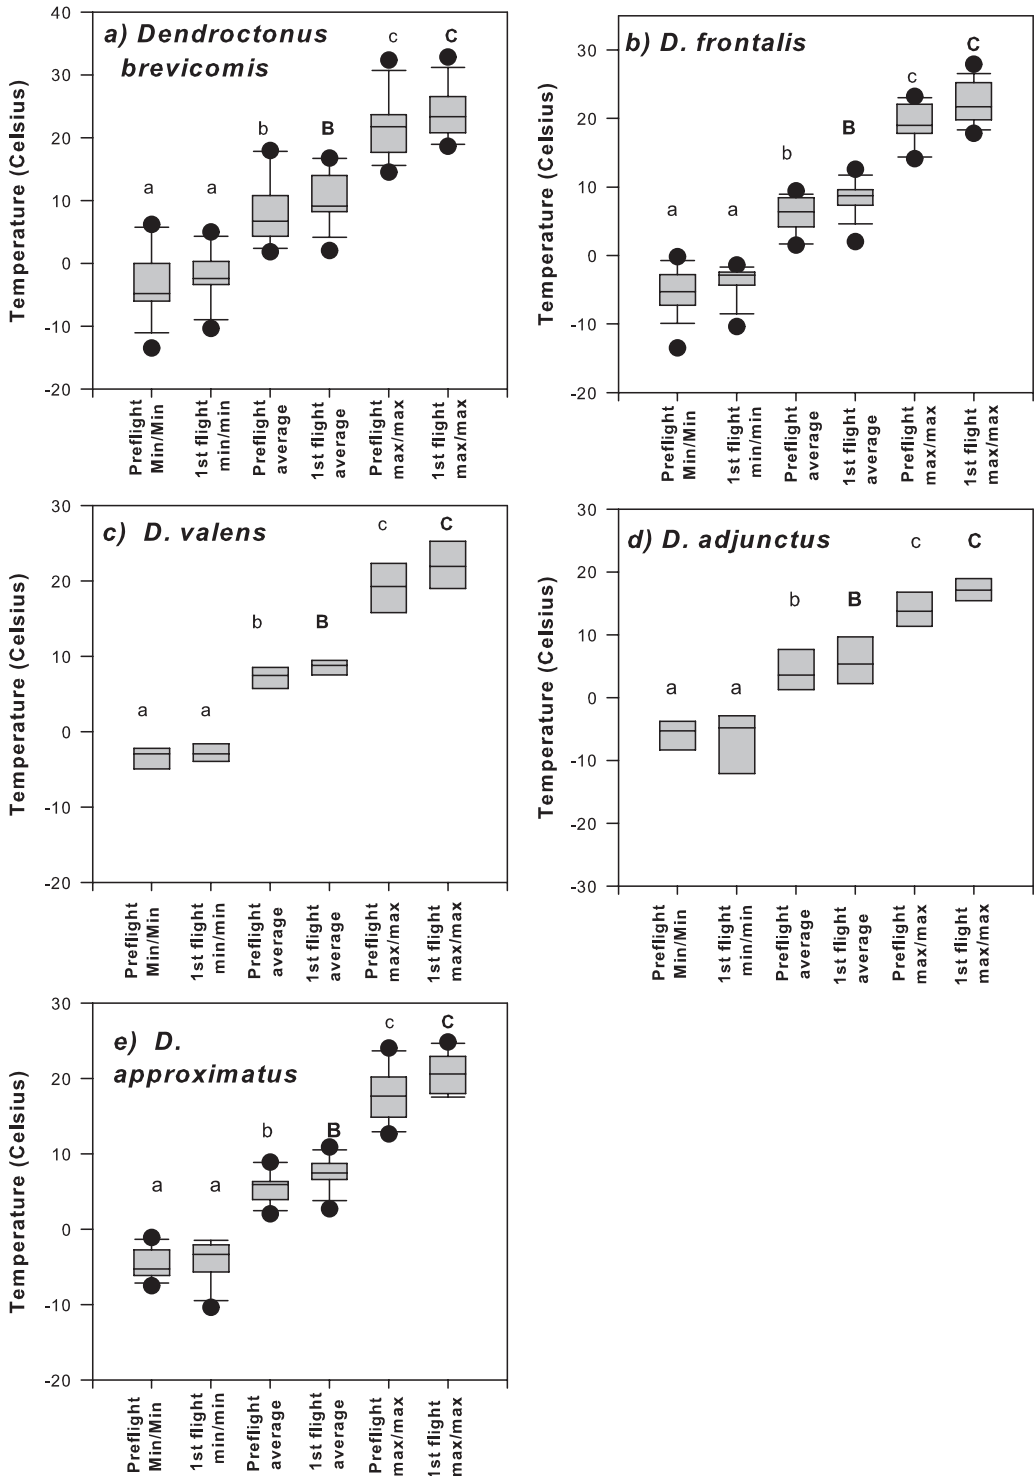 a) Dendroctonus
brevicomis
Temperature (Celsius)
40
30
20
10
0
-10
-20
a
a
b
B
c
C
Preflight
Min/Min
1st flight
min/min
Preflight
average
1st flight
average
Preflight
max/max
1st flight
max/max
b) D. frontalis
Temperature (Celsius)
30
20
10
0
-10
-20
a
a
b
B
c
C
Preflight
Min/Min
1st flight
min/min
Preflight
average
1st flight
average
Preflight
max/max
1st flight
max/max
c) D. valens
Temperature (Celsius)
30
20
10
0
-10
-20
a
a
b
B
c
C
Preflight
Min/Min
1st flight
min/min
Preflight
average
1st flight
average
Preflight
max/max
1st flight
max/max
d) D. adjunctus
Temperature (Celsius)
30
20
10
0
-10
-20
-30
a
a
b
B
c
C
Preflight
Min/Min
1st flight
min/min
Preflight
average
1st flight
average
Preflight
max/max
1st flight
max/max
e) D.
approximatus
Temperature (Celsius)
30
20
10
0
-10
-20
a
a
b
B
c
C
Preflight
Min/Min
1st flight
min/min
Preflight
average
1st flight
average
Preflight
max/max
1st flight
max/max